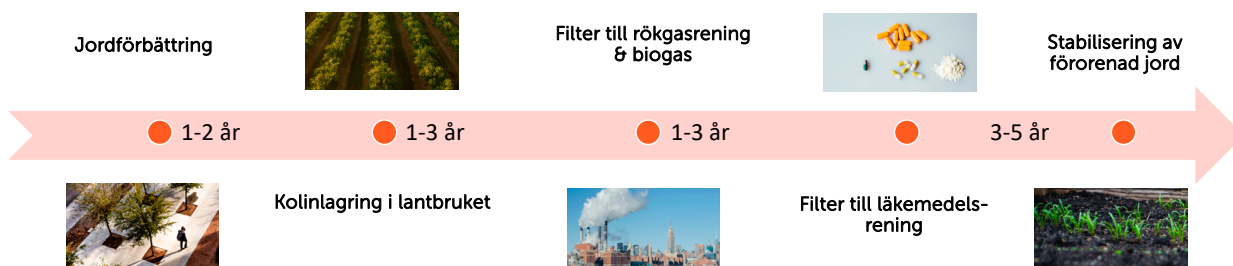 Jordförbättring
Filter till rökgasrening
& biogas
Stabilisering av
förorenad jord
1-2 år
1-3 år
1-3 år
3-5 år
Kolinlagring i lantbruket
Filter till läkemedels-
rening